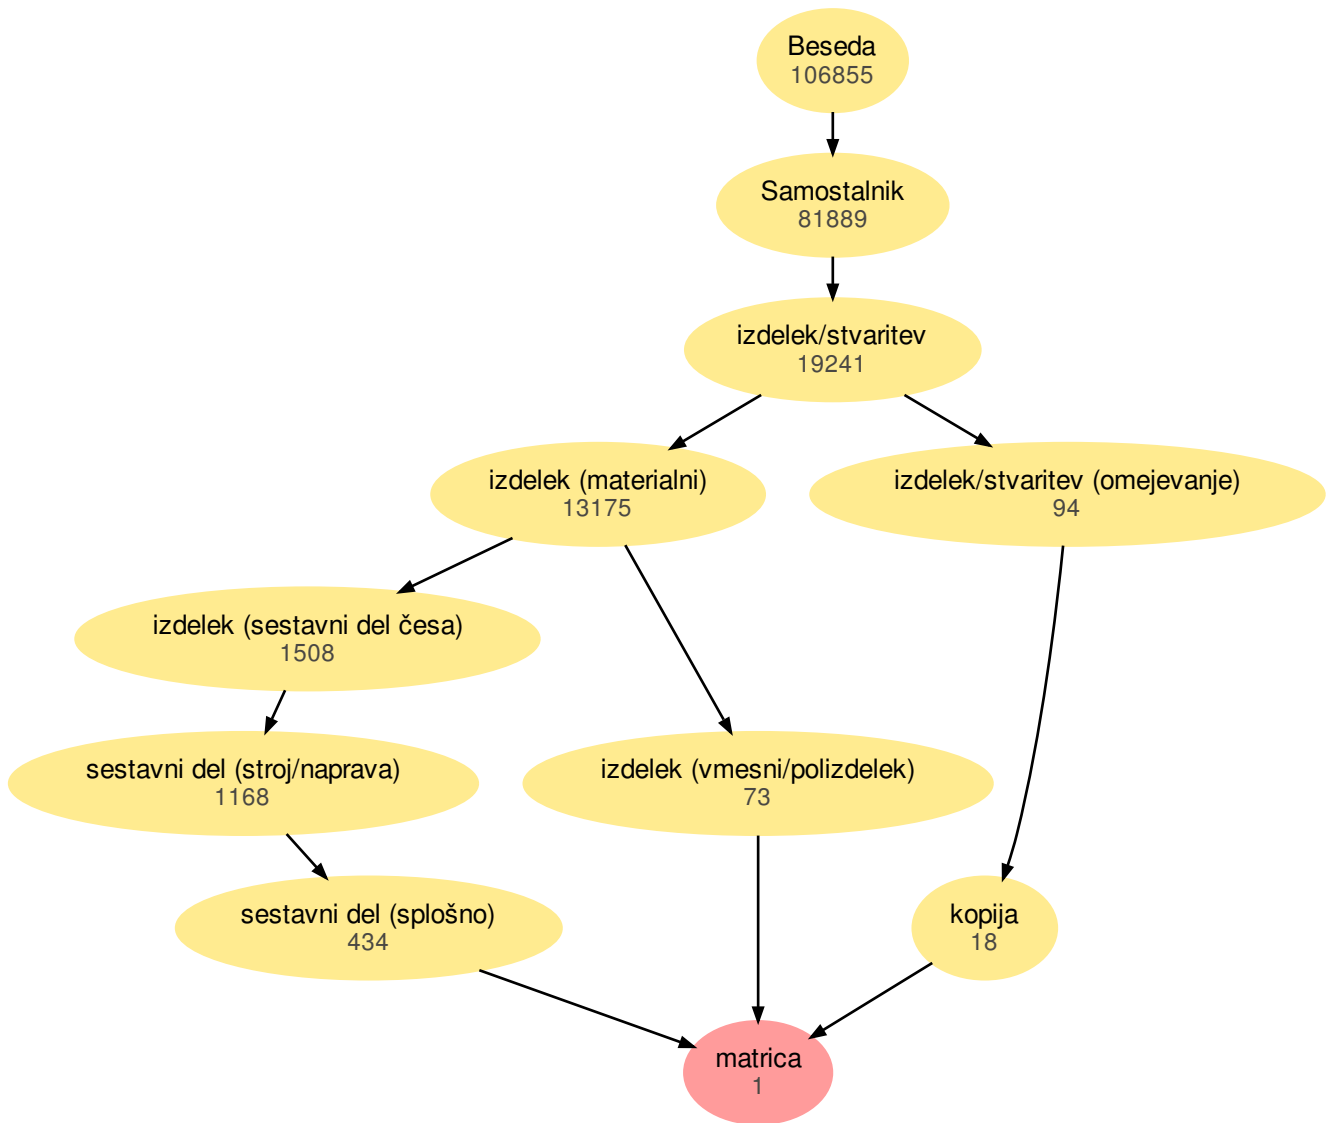 Beseda
106855
Samostalnik
81889
izdelek/stvaritev
19241
izdelek (materialni)
13175
izdelek/stvaritev (omejevanje)
94
izdelek (sestavni del česa)
1508
sestavni del (stroj/naprava)
1168
izdelek (vmesni/polizdelek)
73
sestavni del (splošno)
434
kopija
18
matrica
1